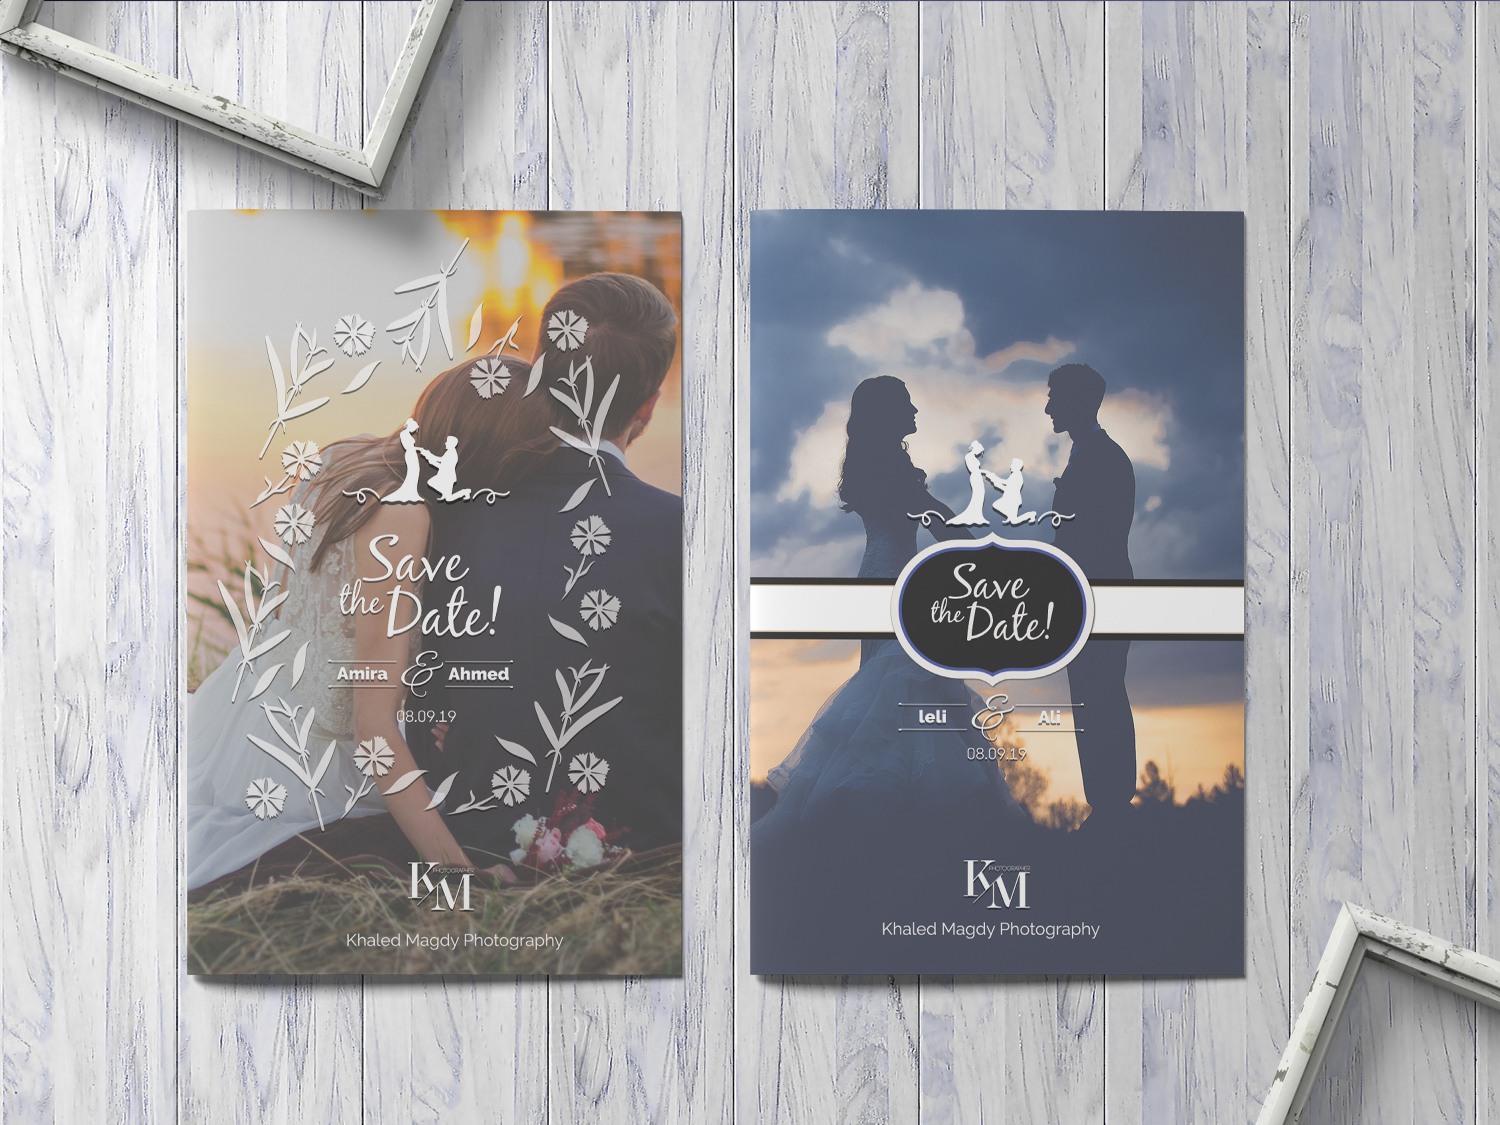 Save
the Date!
Amira & Ahmed
08.09.19
KM
PHOTOGRAPHER
Khaled Magdy Photography
Save
the Date!
leli & Ali
08.09.19
KM
PHOTOGRAPHER
Khaled Magdy Photography